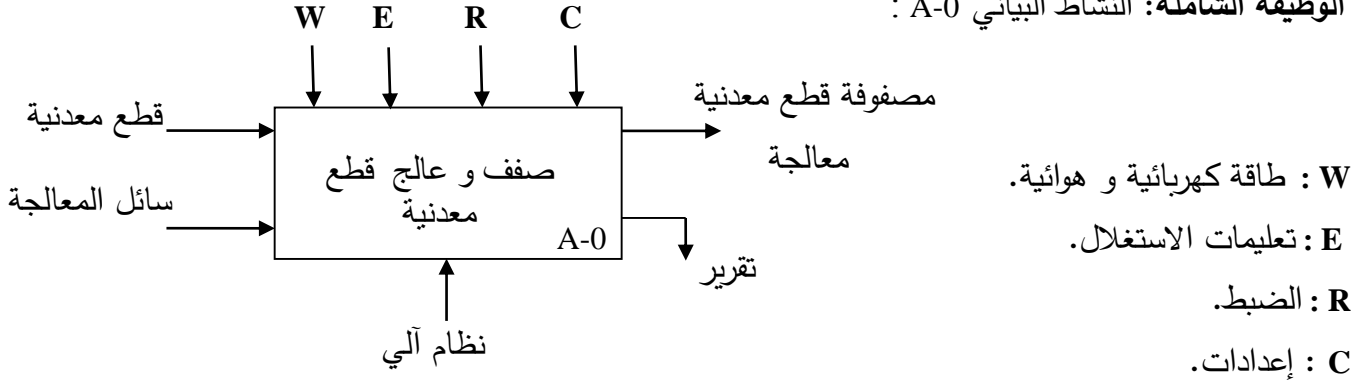 الوظيفة الشاملة: النشاط البياني A-0 :
W E R C
قطع معدنية
سائل المعالجة
صفف و عالج قطع
معدنية
A-0
مصفوفة قطع معدنية
معالجة
تقرير
نظام آلي
W : طاقة كهربائية و هوائية.
E : تعليمات الاستغلال.
R : الضبط.
C : إعدادات.